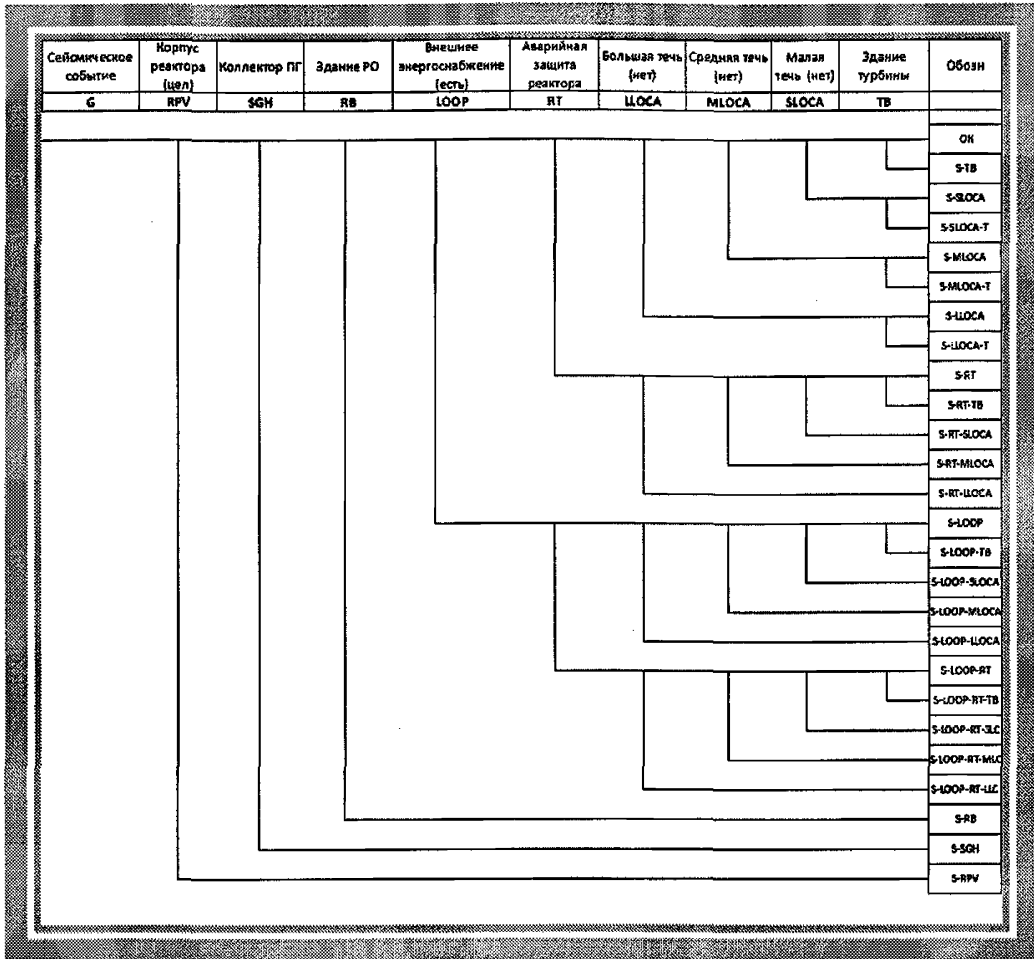 Сейсмическое событие
Корпус реактора (цел)
Коллектор ПГ
Здание РО
Внешнее энергоснабжение (есть)
Аварийная защита реактора
Большая течь (нет)
Средняя течь (нет)
Малая течь (нет)
Здание турбины
Обозн
G
RPV
SGH
RB
LOOP
RT
LLOCA
MLOCA
SLOCA
TB
OK
S-TB
S-SLOCA
S-SLOCA-T
S-MLOCA
S-MLOCA-T
S-LLOCA
S-LLOCA-T
S-RT
S-RT-TB
S-RT-SLOCA
S-RT-MLOCA
S-RT-LLOCA
S-LOOP
S-LOOP-TB
S-LOOP-SLOCA
S-LOOP-MLOCA
S-LOOP-LLOCA
S-LOOP-RT
S-LOOP-RT-TB
S-LOOP-RT-SLC
S-LOOP-RT-MLC
S-LOOP-RT-LLC
S-RB
S-SGH
S-RPV